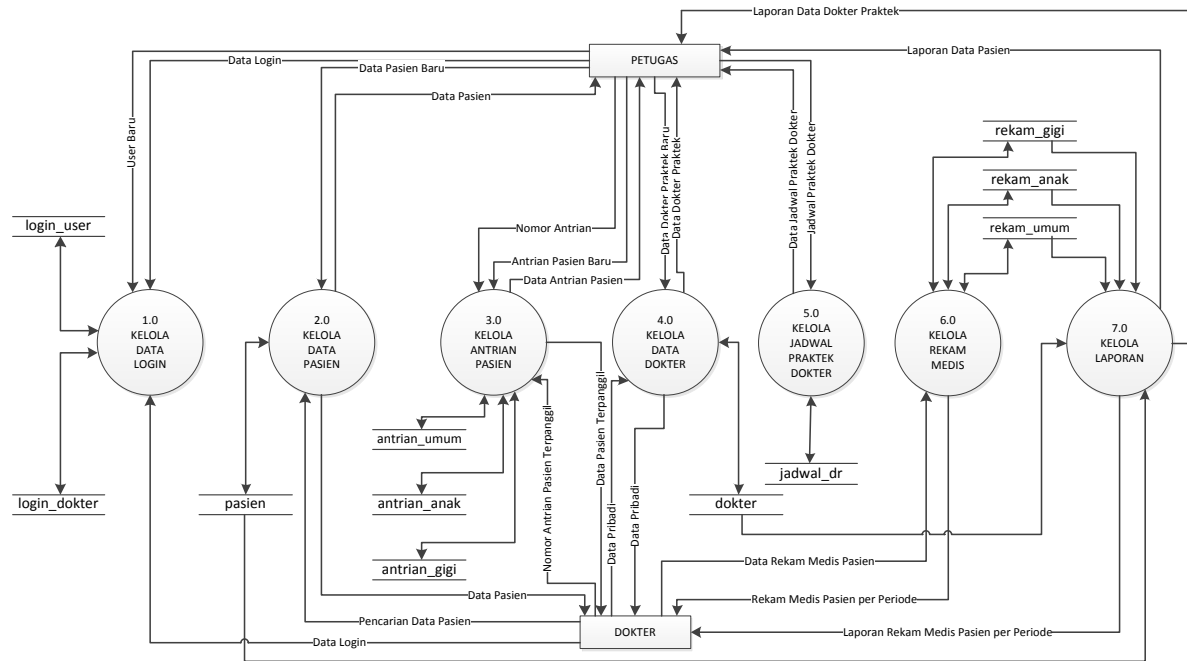 Laporan Data Dokter Praktek
Laporan Data Pasien
PETUGAS
Data Login
Data Pasien Baru
Data Pasien
User Baru
Data Dokter Praktek Baru
Data Dokter Praktek
Data Jadwal Praktek Dokter
Jadwal Praktek Dokter
rekam_gigi
rekam_anak
rekam_umum
login_user
Nomor Antrian
Antrian Pasien Baru
Data Antrian Pasien
1.0
KELOLA
DATA
LOGIN
2.0
KELOLA
DATA
PASIEN
3.0
KELOLA
ANTRIAN
PASIEN
4.0
KELOLA
DATA
DOKTER
5.0
KELOLA
JADWAL
PRAKTEK
DOKTER
6.0
KELOLA
REKAM
MEDIS
7.0
KELOLA
LAPORAN
antrian_umum
antrian_anak
antrian_gigi
Nomor Antrian Pasien Terpanggil
Data Pasien Terpanggil
Data Pribadi
Data Pribadi
jadwal_dr
login_dokter
pasien
dokter
Data Rekam Medis Pasien
Data Pasien
Rekam Medis Pasien per Periode
Pencarian Data Pasien
DOKTER
Laporan Rekam Medis Pasien per Periode
Data Login